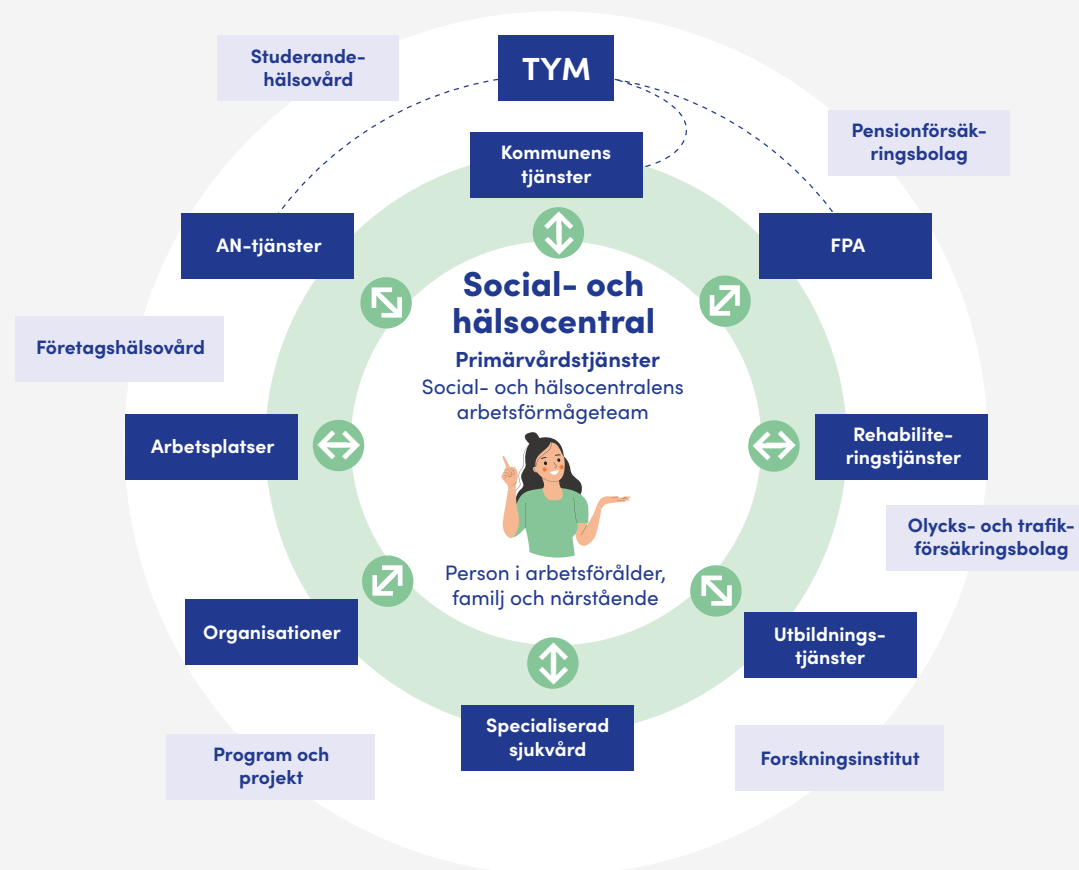 Studerande-
hälsovård
TYM
Pensionförsäk-
ringsbolag
Kommunens
tjänster
AN-tjänster
FPA
Social- och
hälsocentral
Primärvårdstjänster
Social- och hälsocentralens
arbetsförmågeteam
Företagshälsovård
Arbetsplatser
Rehabilite-
ringstjänster
Olycks- och trafik-
försäkringsbolag
Person i arbetsförålder,
familj och närstående
Organisationer
Utbildnings-
tjänster
Specialiserad
sjukvård
Program och
projekt
Forskningsinstitut